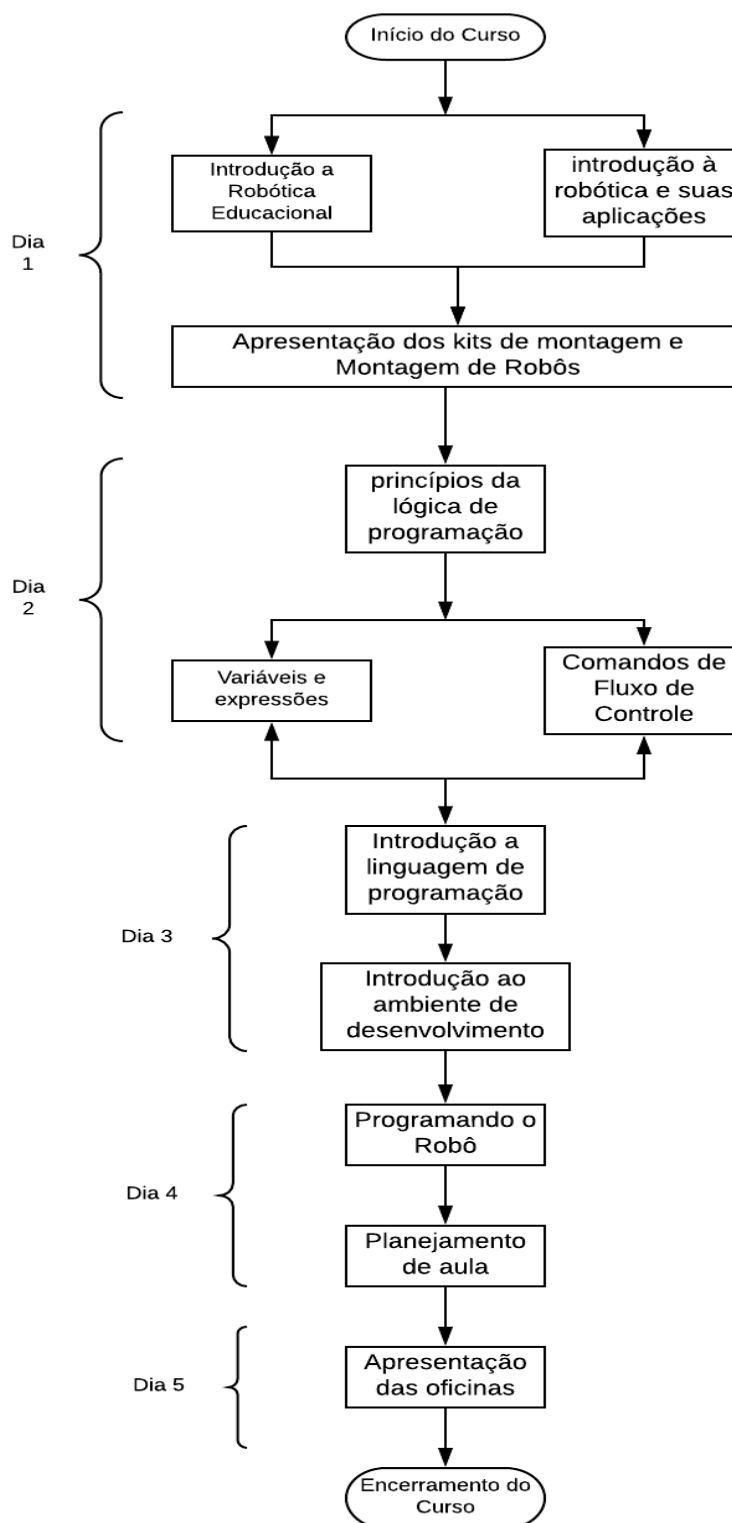 Início do Curso
Introdução a
Robótica
Educacional
introdução à
robótica e suas
aplicações
Dia
1
Apresentação dos kits de montagem e
Montagem de Robôs
princípios da
lógica de
programação
Dia
2
Variáveis e
expressões
Comandos de
Fluxo de
Controle
Introdução a
linguagem de
programação
Dia 3
Introdução ao
ambiente de
desenvolvimento
Programando o
Robô
Dia 4
Planejamento
de aula
Apresentação
das oficinas
Dia 5
Encerramento do
Curso